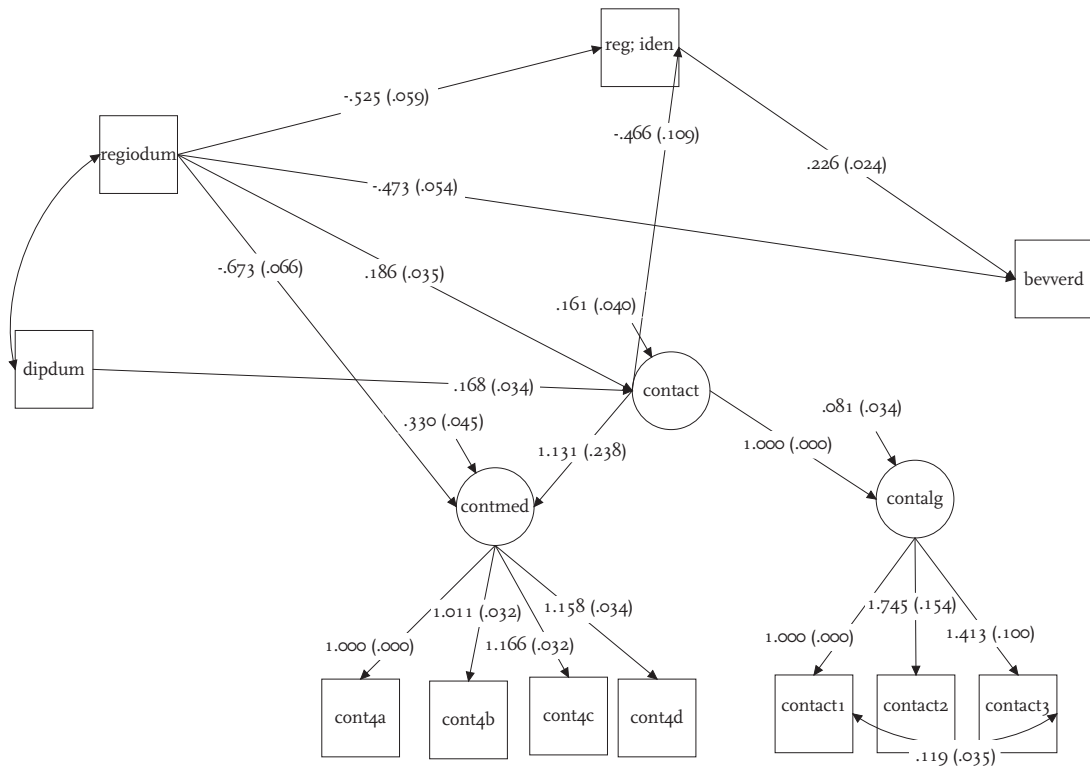 reg; iden
-.525 (.059)
-.466 (.109)
regiodum
.226 (.024)
-.473 (.054)
-.673 (.066)
.186 (.035)
bevverd
.161 (.040)
dipdum
.168 (.034)
contact
.081 (.034)
.330 (.045)
1.131 (.238)
1.000 (.000)
contmed
contalg
1.011 (.032)
1.158 (.034)
1.745 (.154)
1.000 (.000)
1.166 (.032)
1.000 (.000)
1.413 (.100)
cont4a
cont4b
cont4c
cont4d
contact1
contact2
contact3
.119 (.035)